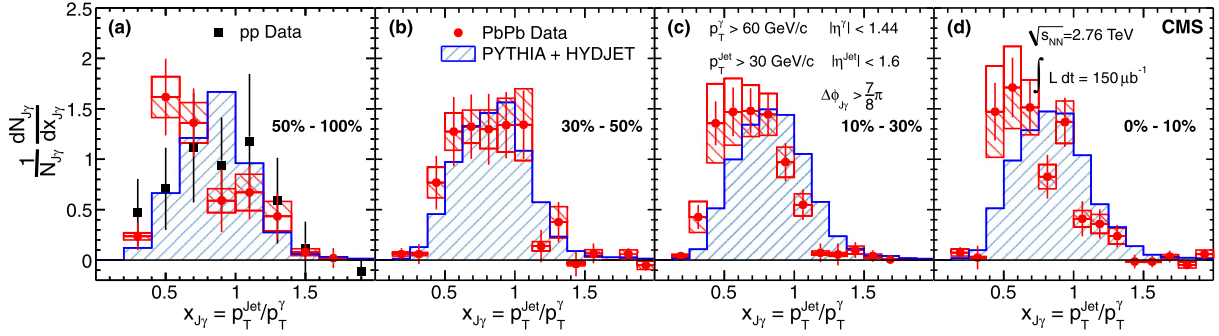 (a)
pp Data
50% - 100%
(b)
PbPb Data
PYTHIA + HYDJET
30% - 50%
(c) p_T^γ > 60 GeV/c |η^γ| < 1.44
p_T^Jet > 30 GeV/c |η^Jet| < 1.6
Δϕ_Jγ > 7/8 π
10% - 30%
(d) CMS
√s_NN = 2.76 TeV
∫ L dt = 150 μb⁻¹
0% - 10%
1/N_Jγ dN_Jγ/dx_Jγ
2.5
2
1.5
1
0.5
0
0.5 1 1.5 0.5 1 1.5 0.5 1 1.5 0.5 1 1.5 2
x_Jγ = p_T^Jet/p_T^γ x_Jγ = p_T^Jet/p_T^γ x_Jγ = p_T^Jet/p_T^γ x_Jγ = p_T^Jet/p_T^γ